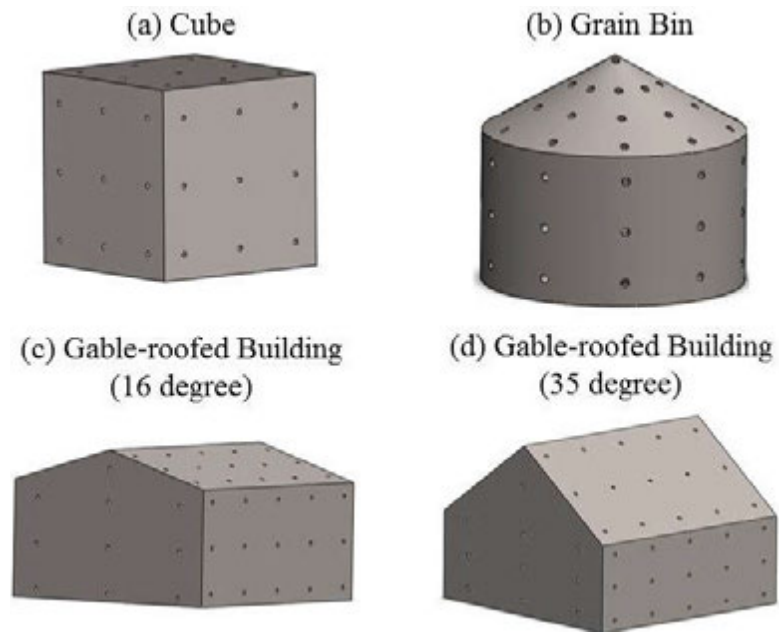 (a) Cube
(b) Grain Bin
(c) Gable-roofed Building
(16 degree)
(d) Gable-roofed Building
(35 degree)